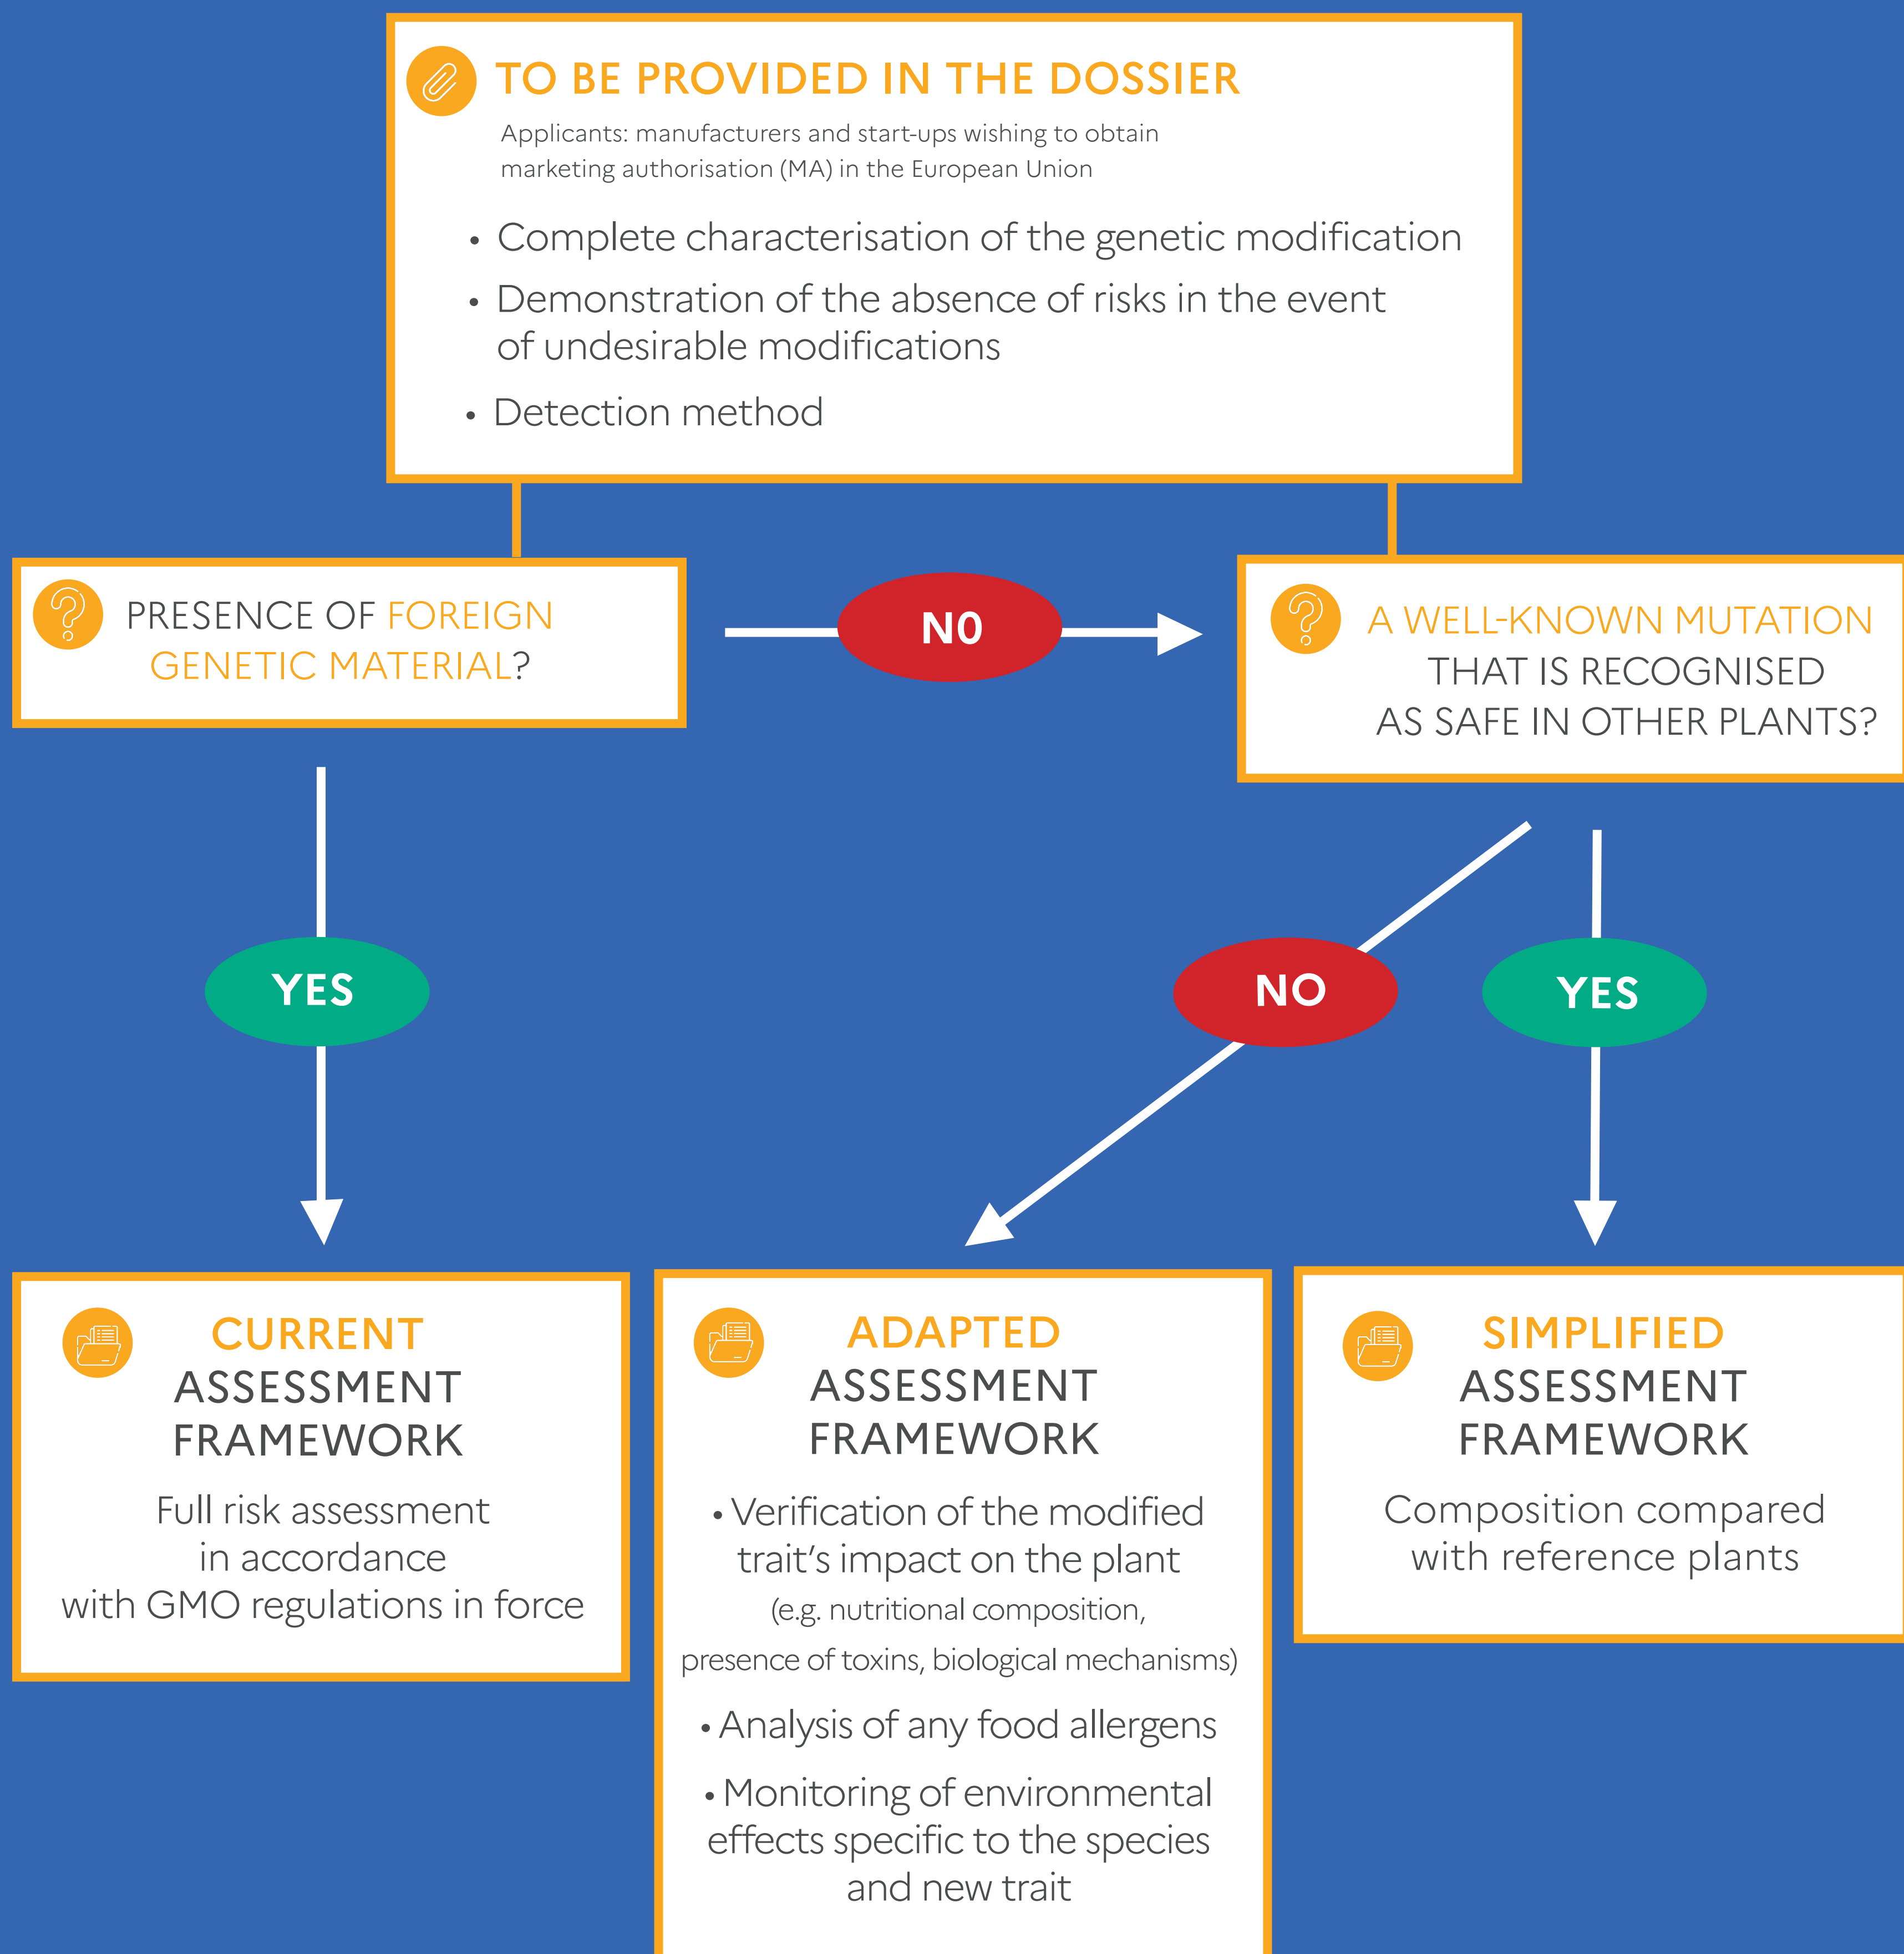 TO BE PROVIDED IN THE DOSSIER
Applicants: manufacturers and start-ups wishing to obtain
marketing authorisation (MA) in the European Union
• Complete characterisation of the genetic modification
• Demonstration of the absence of risks in the event
of undesirable modifications
• Detection method
PRESENCE OF FOREIGN
GENETIC MATERIAL?
N0
A WELL-KNOWN MUTATION
THAT IS RECOGNISED
AS SAFE IN OTHER PLANTS?
YES
NO
YES
CURRENT
ASSESSMENT
FRAMEWORK
Full risk assessment
in accordance
with GMO regulations in force
ADAPTED
ASSESSMENT
FRAMEWORK
• Verification of the modified
trait's impact on the plant
(e.g. nutritional composition,
presence of toxins, biological mechanisms)
• Analysis of any food allergens
• Monitoring of environmental
effects specific to the species
and new trait
SIMPLIFIED
ASSESSMENT
FRAMEWORK
Composition compared
with reference plants